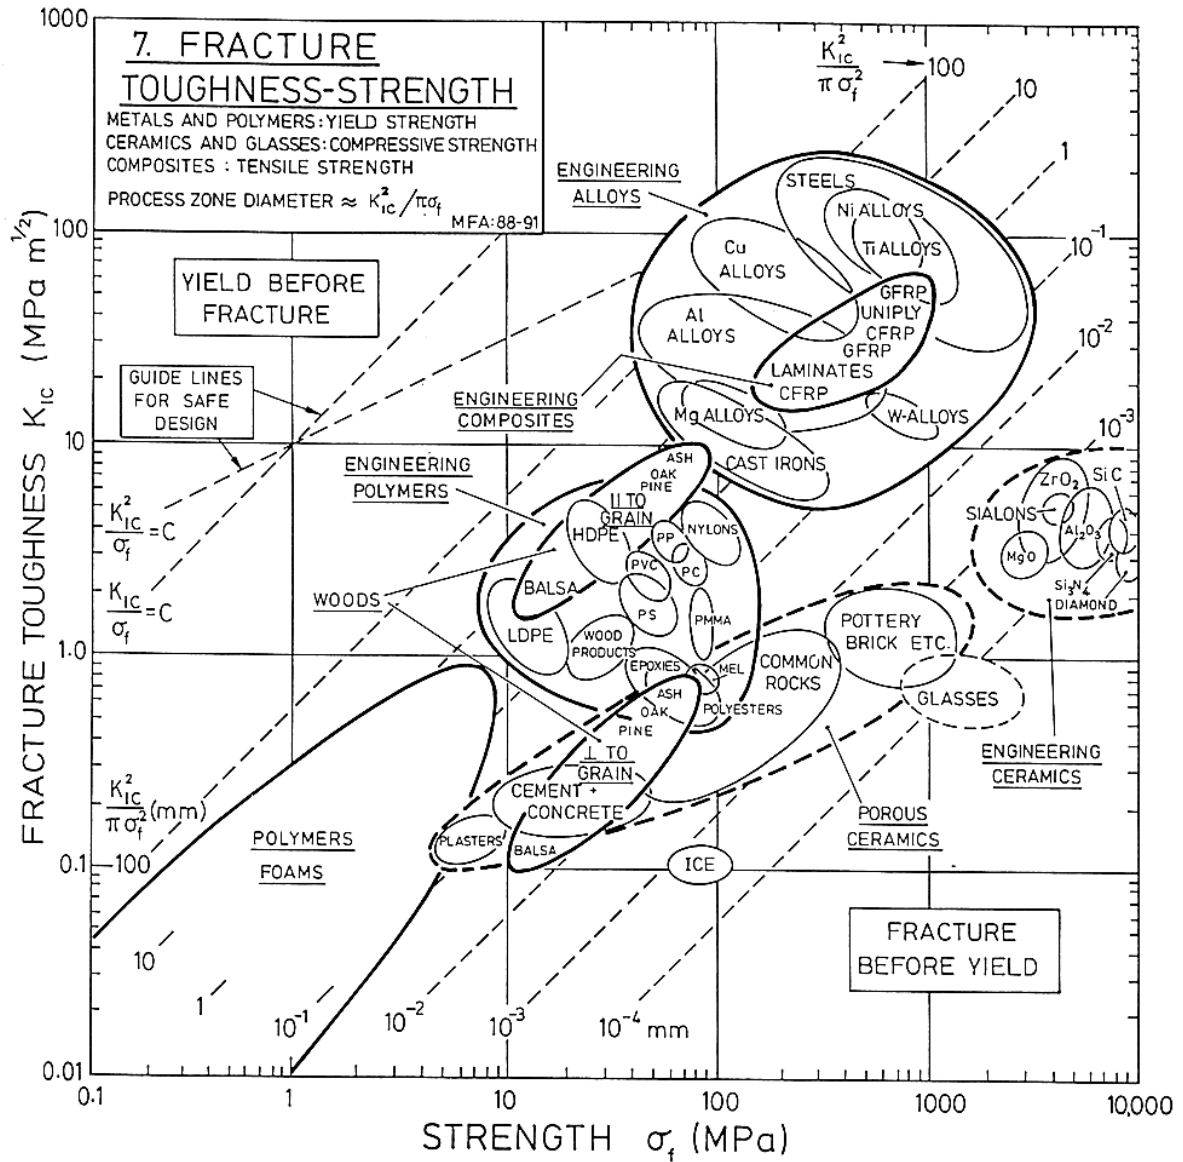 7. FRACTURE
TOUGHNESS-STRENGTH
METALS AND POLYMERS: YIELD STRENGTH
CERAMICS AND GLASSES: COMPRESSIVE STRENGTH
COMPOSITES : TENSILE STRENGTH
PROCESS ZONE DIAMETER ≈ K²IC/πσf
MFA: 88-91
K²IC/πσ²f
100
10
1
10⁻¹
10⁻²
10⁻³
ENGINEERING
ALLOYS
STEELS
Ni ALLOYS
Ti ALLOYS
Cu
ALLOYS
Al
ALLOYS
GFRP
UNIPLY
CFRP
GFRP
LAMINATES
CFRP
Mg ALLOYS
W-ALLOYS
CAST IRONS
YIELD BEFORE
FRACTURE
GUIDE LINES
FOR SAFE
DESIGN
ENGINEERING
COMPOSITES
ENGINEERING
POLYMERS
K²IC/σf = C
KIC/σf = C
ASH
OAK
PINE
|| TO
GRAIN
HDPE
PP
NYLONS
PVC
PC
BALSA
WOODS
LDPE
PS
PMMA
WOOD
PRODUCTS
EPOXIES
MEL
POLYESTERS
ASH
OAK
PINE
⊥ TO
GRAIN
CEMENT +
CONCRETE
PLASTERS
BALSA
ICE
COMMON
ROCKS
POTTERY
BRICK ETC.
GLASSES
ZrO₂
SiC
SIALONS
Al₂O₃
MgO
Si₃N₄
DIAMOND
ENGINEERING
CERAMICS
POROUS
CERAMICS
K²IC/πσ²f (mm)
100
POLYMERS
FOAMS
10
1
10⁻¹
10⁻²
10⁻³
10⁻⁴ mm
FRACTURE
BEFORE YIELD
1000
100
10
1.0
0.1
0.01
FRACTURE TOUGHNESS KIC (MPa m^1/2)
0.1
1
10
100
1000
10,000
STRENGTH σf (MPa)